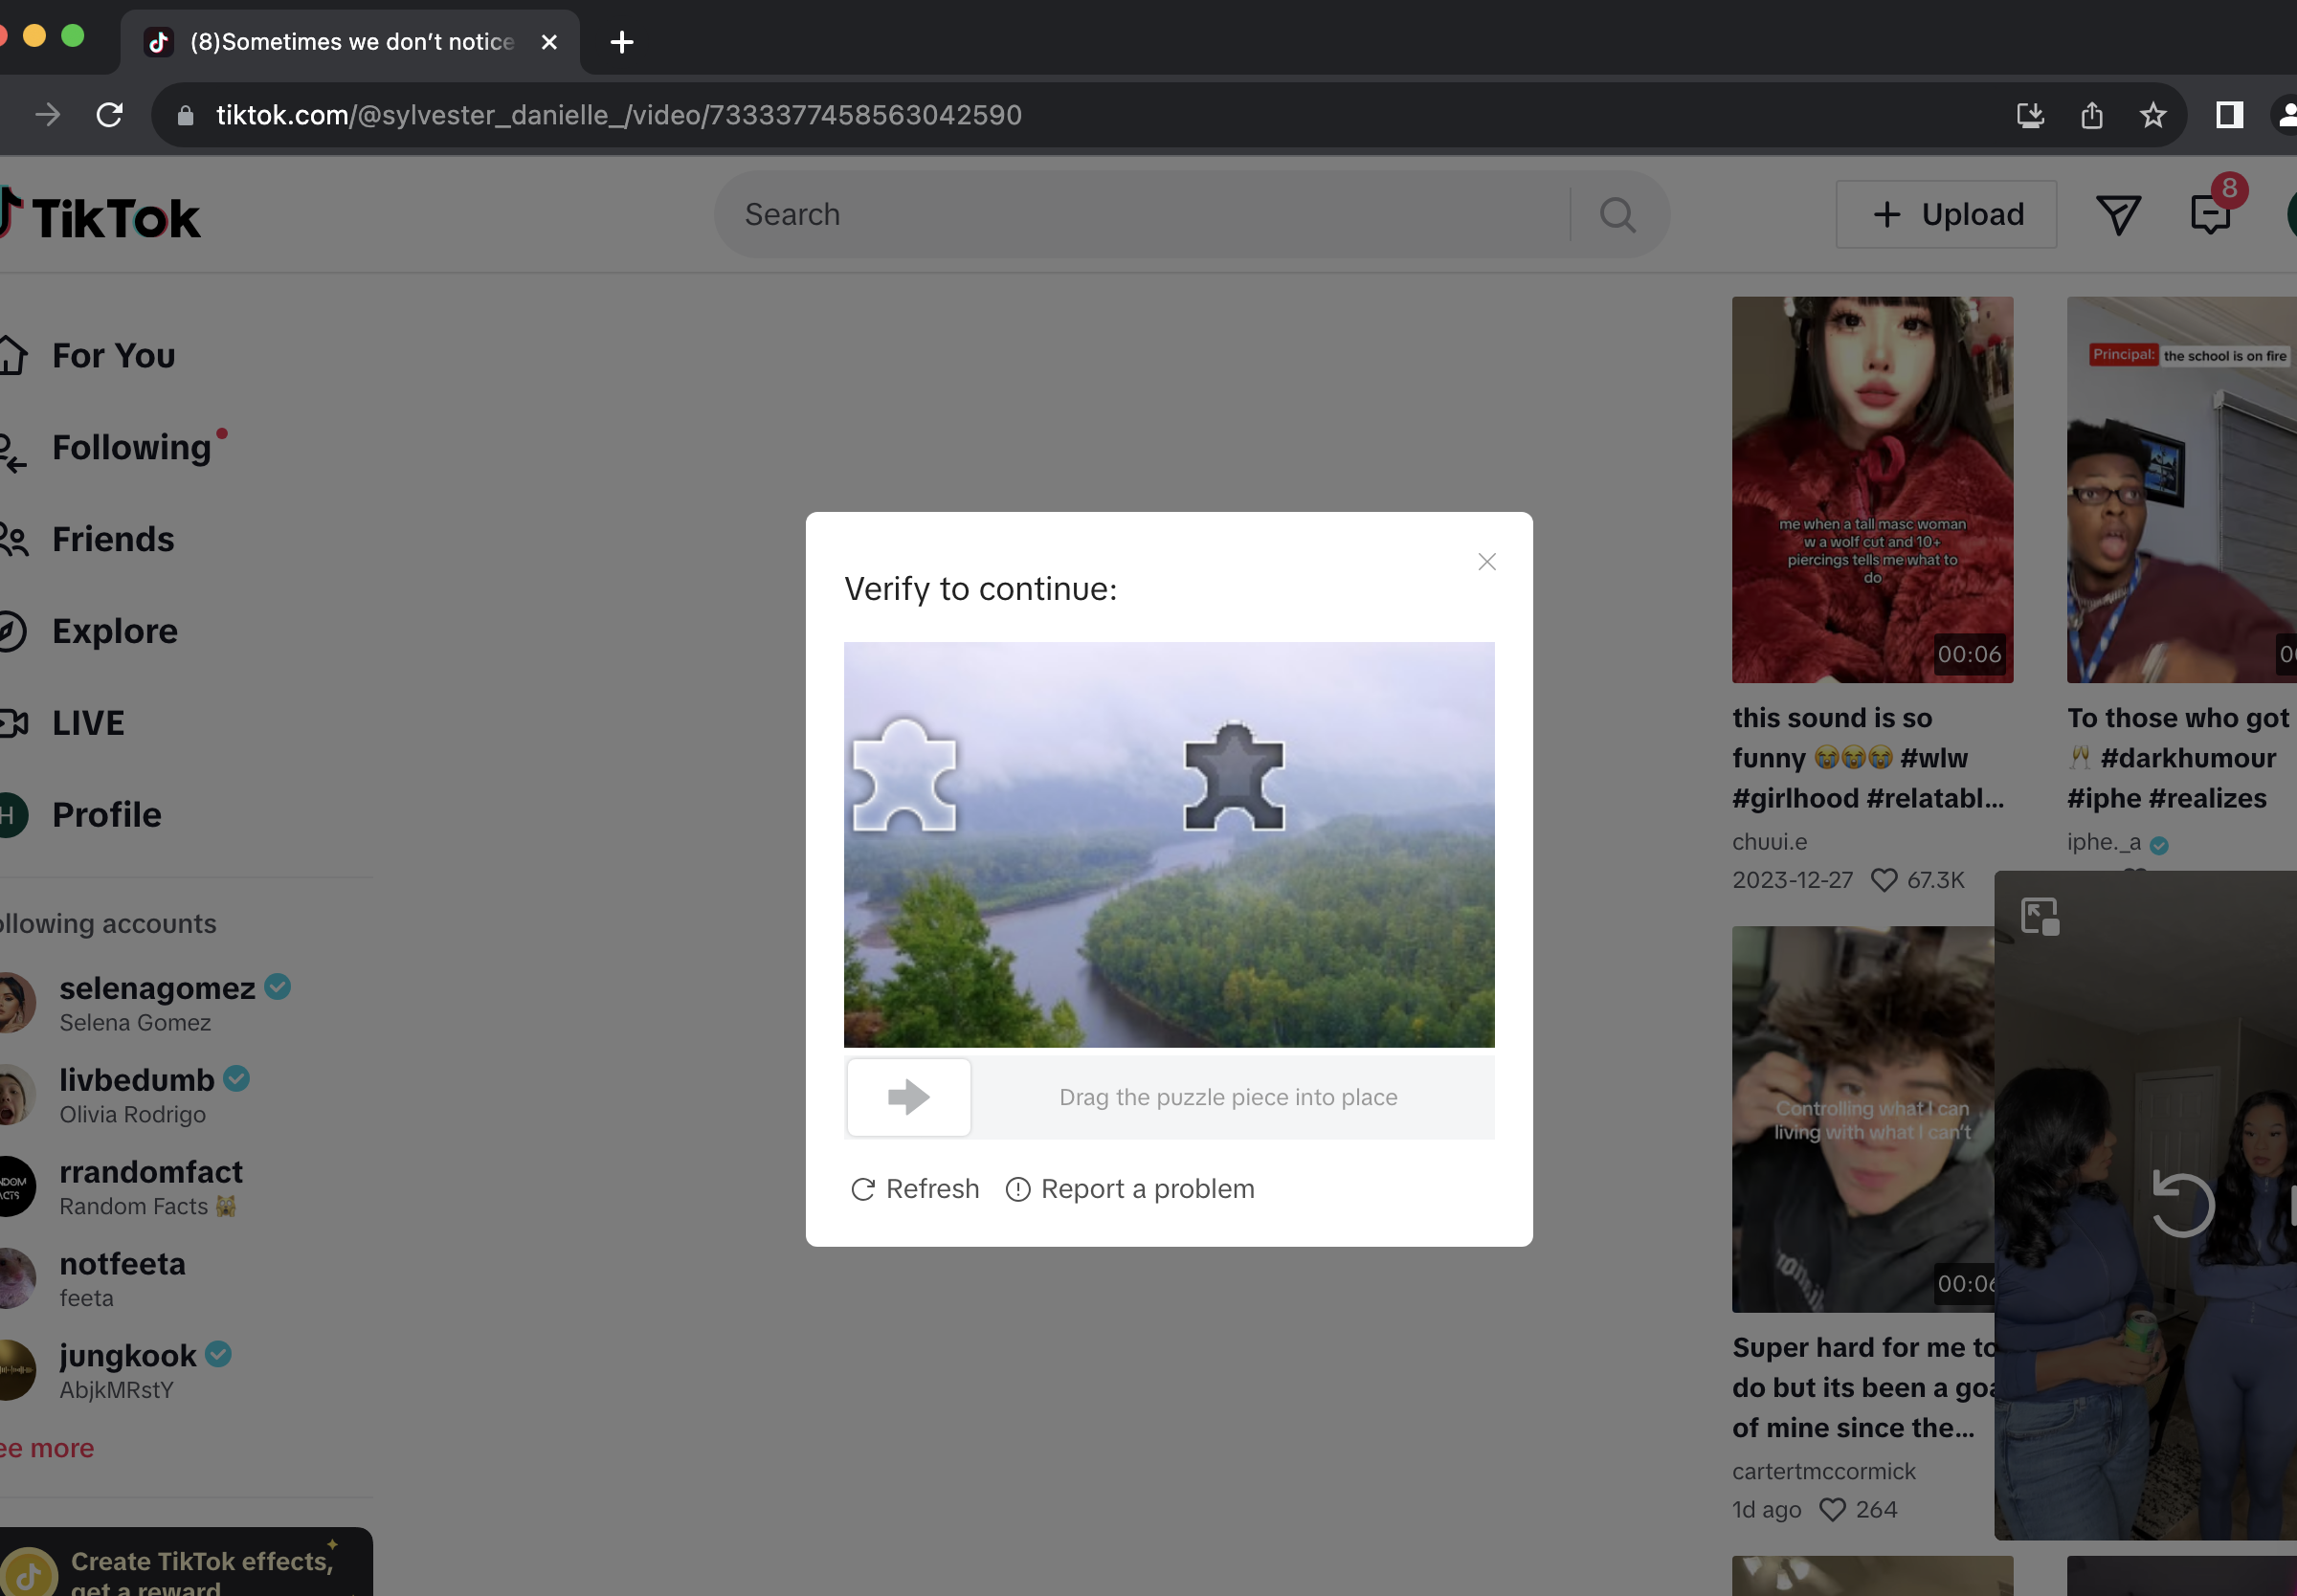 (8)Sometimes we don't notice
tiktok.com/@sylvester_danielle_/video/7333377458563042590
TikTok
Search
Upload
8
For You
Following
Friends
Explore
LIVE
H
Profile
ollowing accounts
selenagomez
Selena Gomez
livbedumb
Olivia Rodrigo
rrandomfact
Random Facts 🙀
notfeeta
feeta
jungkook
AbjkMRstY
ee more
Create TikTok effects,
get a reward
Verify to continue:
Drag the puzzle piece into place
Refresh
Report a problem
me when a tall masc woman
w a wolf cut and 10+
piercings tells me what to
do
00:06
this sound is so
funny 😭😭😭 #wlw
#girlhood #relatabl...
chuui.e
2023-12-27 67.3K
Principal: the school is on fire
To those who got
🥂 #darkhumour
#iphe #realizes
iphe._a
Controlling what I can
living with what I can't
00:06
Super hard for me to
do but its been a goa
of mine since the...
cartertmccormick
1d ago 264